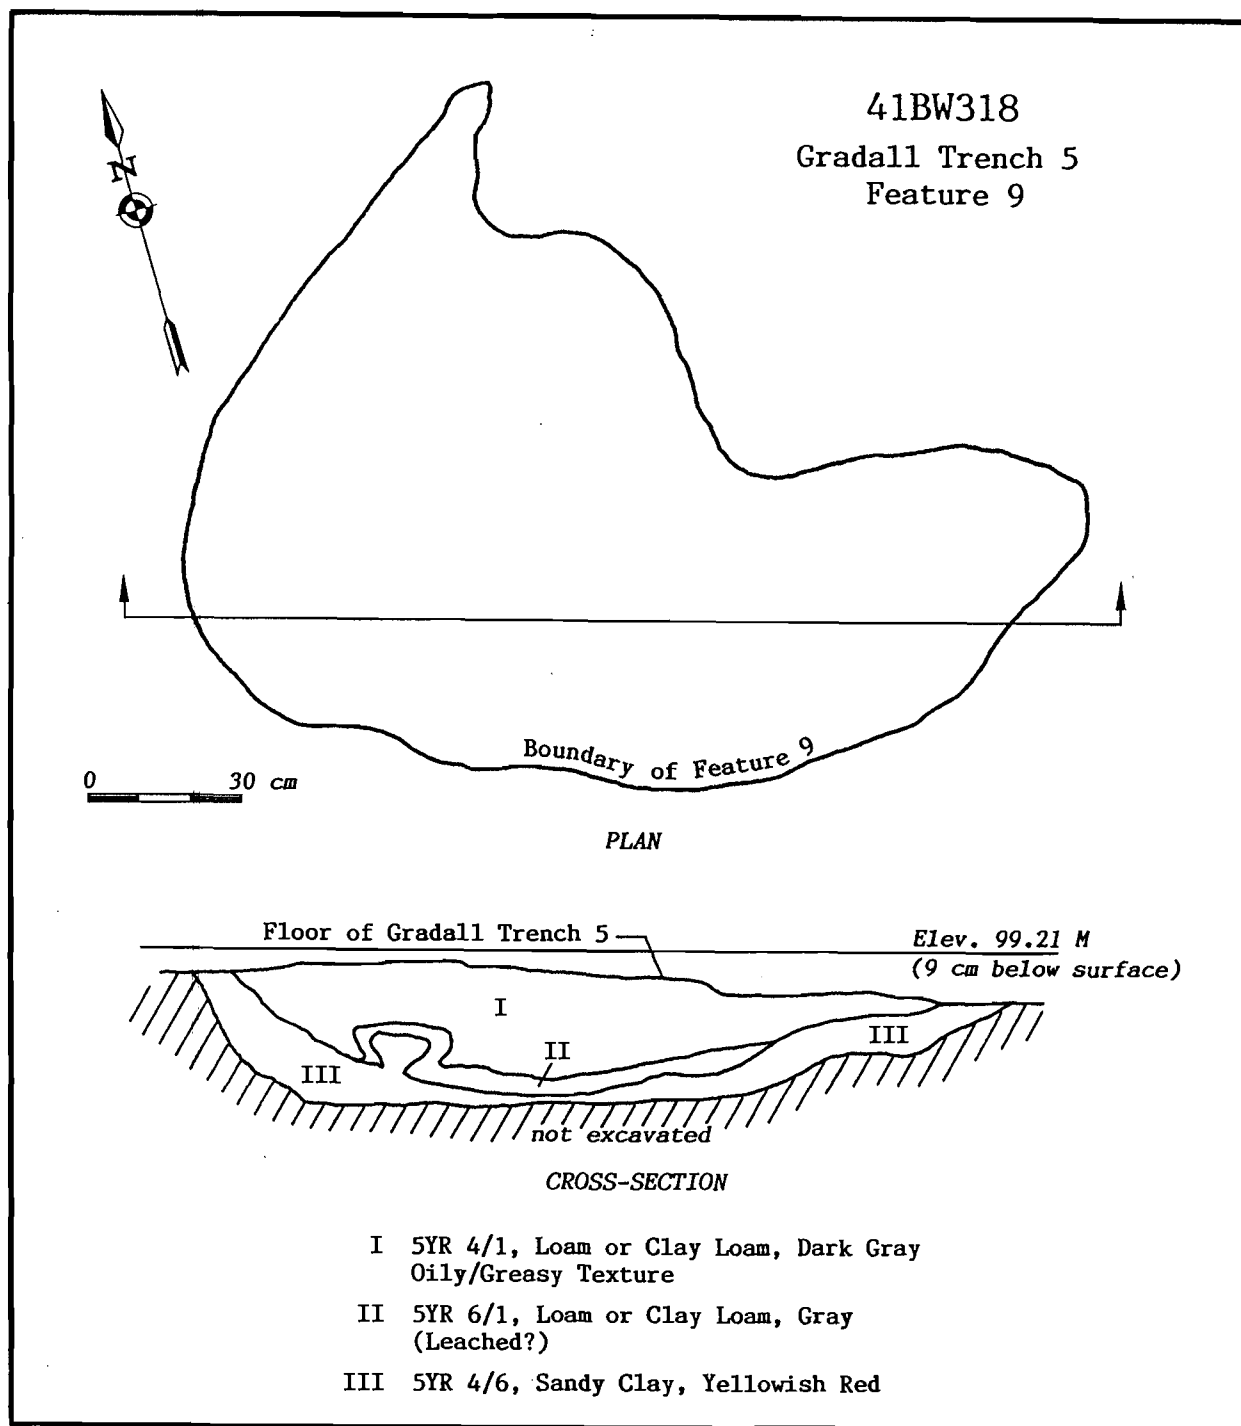 41BW318
Gradall Trench 5
Feature 9
N
Boundary of Feature 9
0 30 cm
PLAN
Floor of Gradall Trench 5
Elev. 99.21 M
(9 cm below surface)
I
II
III
III
not excavated
CROSS-SECTION
I 5YR 4/1, Loam or Clay Loam, Dark Gray
Oily/Greasy Texture
II 5YR 6/1, Loam or Clay Loam, Gray
(Leached?)
III 5YR 4/6, Sandy Clay, Yellowish Red